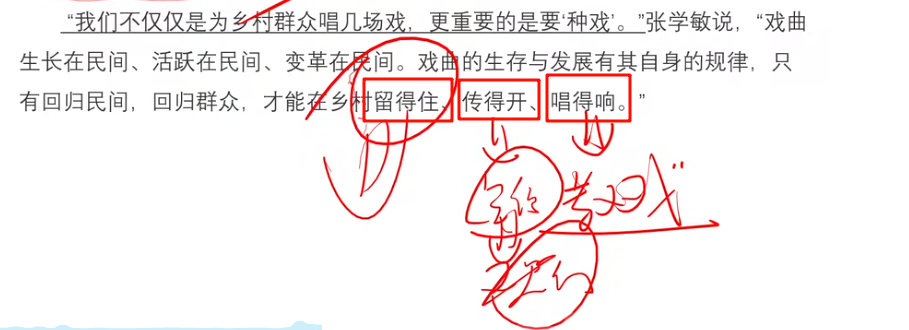 “我们不仅仅是为乡村群众唱几场戏，更重要的是要‘种戏’。”张学敏说，“戏曲
生长在民间、活跃在民间、变革在民间。戏曲的生存与发展有其自身的规律，只
有回归民间，回归群众，才能在乡村留得住、传得开、唱得响。”